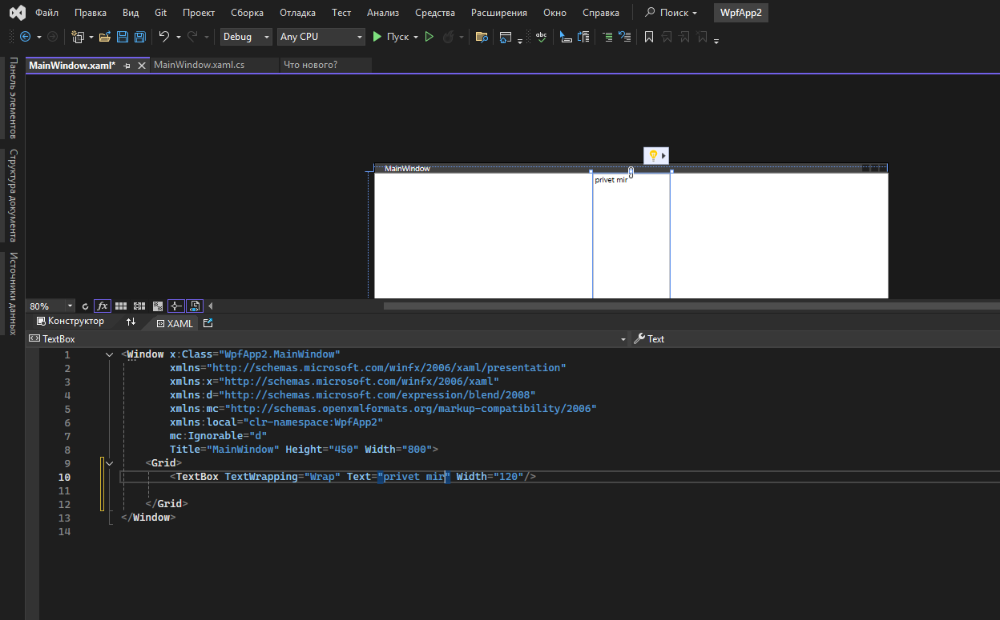 Файл Правка Вид Git Проект Сборка Отладка Тест Анализ Средства Расширения Окно Справка Поиск WpfApp2
Debug Any CPU Пуск abc
MainWindow.xaml* MainWindow.xaml.cs Что нового?
Панель элементов
Структура документа
Источники данных
MainWindow
privet mir
80% fx
Конструктор XAML
TextBox Text
1 <Window x:Class="WpfApp2.MainWindow"
2 xmlns="http://schemas.microsoft.com/winfx/2006/xaml/presentation"
3 xmlns:x="http://schemas.microsoft.com/winfx/2006/xaml"
4 xmlns:d="http://schemas.microsoft.com/expression/blend/2008"
5 xmlns:mc="http://schemas.openxmlformats.org/markup-compatibility/2006"
6 xmlns:local="clr-namespace:WpfApp2"
7 mc:Ignorable="d"
8 Title="MainWindow" Height="450" Width="800">
9 <Grid>
10 <TextBox TextWrapping="Wrap" Text="privet mir" Width="120"/>
11
12 </Grid>
13 </Window>
14